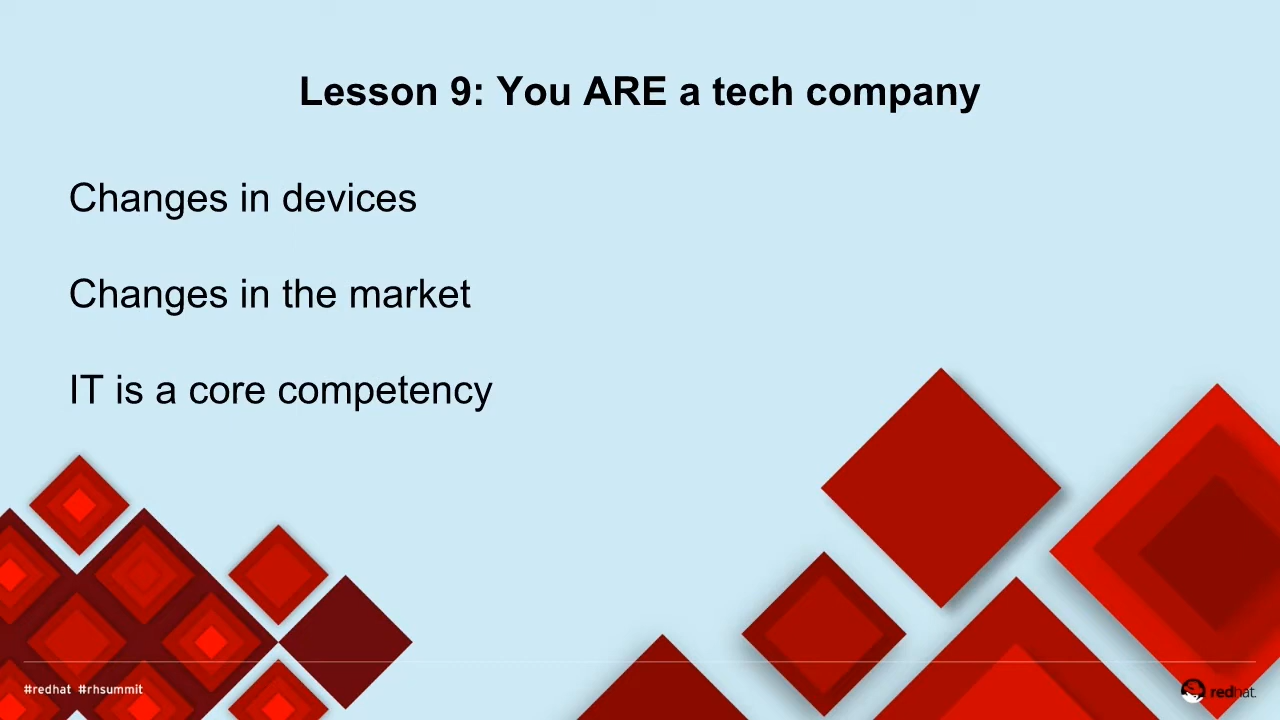 Lesson 9: You ARE a tech company
Changes in devices
Changes in the market
IT is a core competency
#redhat #rhsummit
redhat.